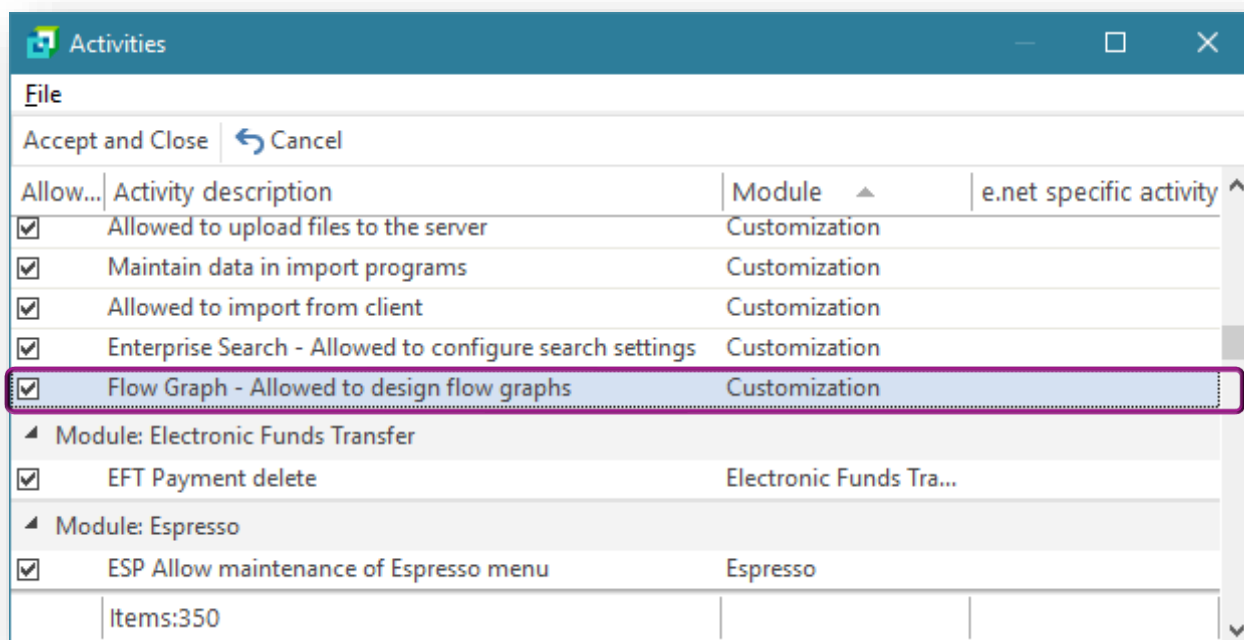 Activities
File
Accept and Close Cancel
Allow... Activity description Module e.net specific activity
Allowed to upload files to the server Customization
Maintain data in import programs Customization
Allowed to import from client Customization
Enterprise Search - Allowed to configure search settings Customization
Flow Graph - Allowed to design flow graphs Customization
Module: Electronic Funds Transfer
EFT Payment delete Electronic Funds Tra...
Module: Espresso
ESP Allow maintenance of Espresso menu Espresso
Items:350